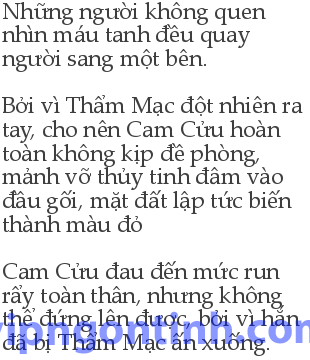 Những người không quen
nhìn máu tanh đều quay
người sang một bên.
Bởi vì Thẩm Mạc đột nhiên ra
tay, cho nên Cam Cửu hoàn
toàn không kịp đề phòng,
mảnh vỡ thủy tinh đâm vào
đầu gối, mặt đất lập tức biến
thành màu đỏ
Cam Cửu đau đến mức run
rẩy toàn thân, nhưng không
thể đứng lên được, bởi vì hắn
đã bị Thẩm Mạc ấn xuống.